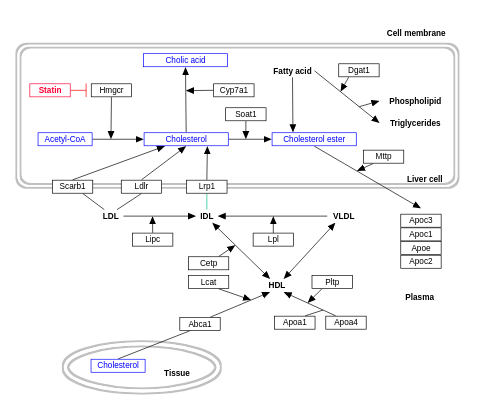 Cell membrane
Cholic acid
Fatty acid
Dgat1
Statin
Hmgcr
Cyp7a1
Phospholipid
Soat1
Triglycerides
Acetyl-CoA
Cholesterol
Cholesterol ester
Mttp
Liver cell
Scarb1
Ldlr
Lrp1
LDL
IDL
VLDL
Apoc3
Apoc1
Apoe
Apoc2
Lipc
Lpl
Cetp
Lcat
HDL
Pltp
Plasma
Abca1
Apoa1
Apoa4
Cholesterol
Tissue